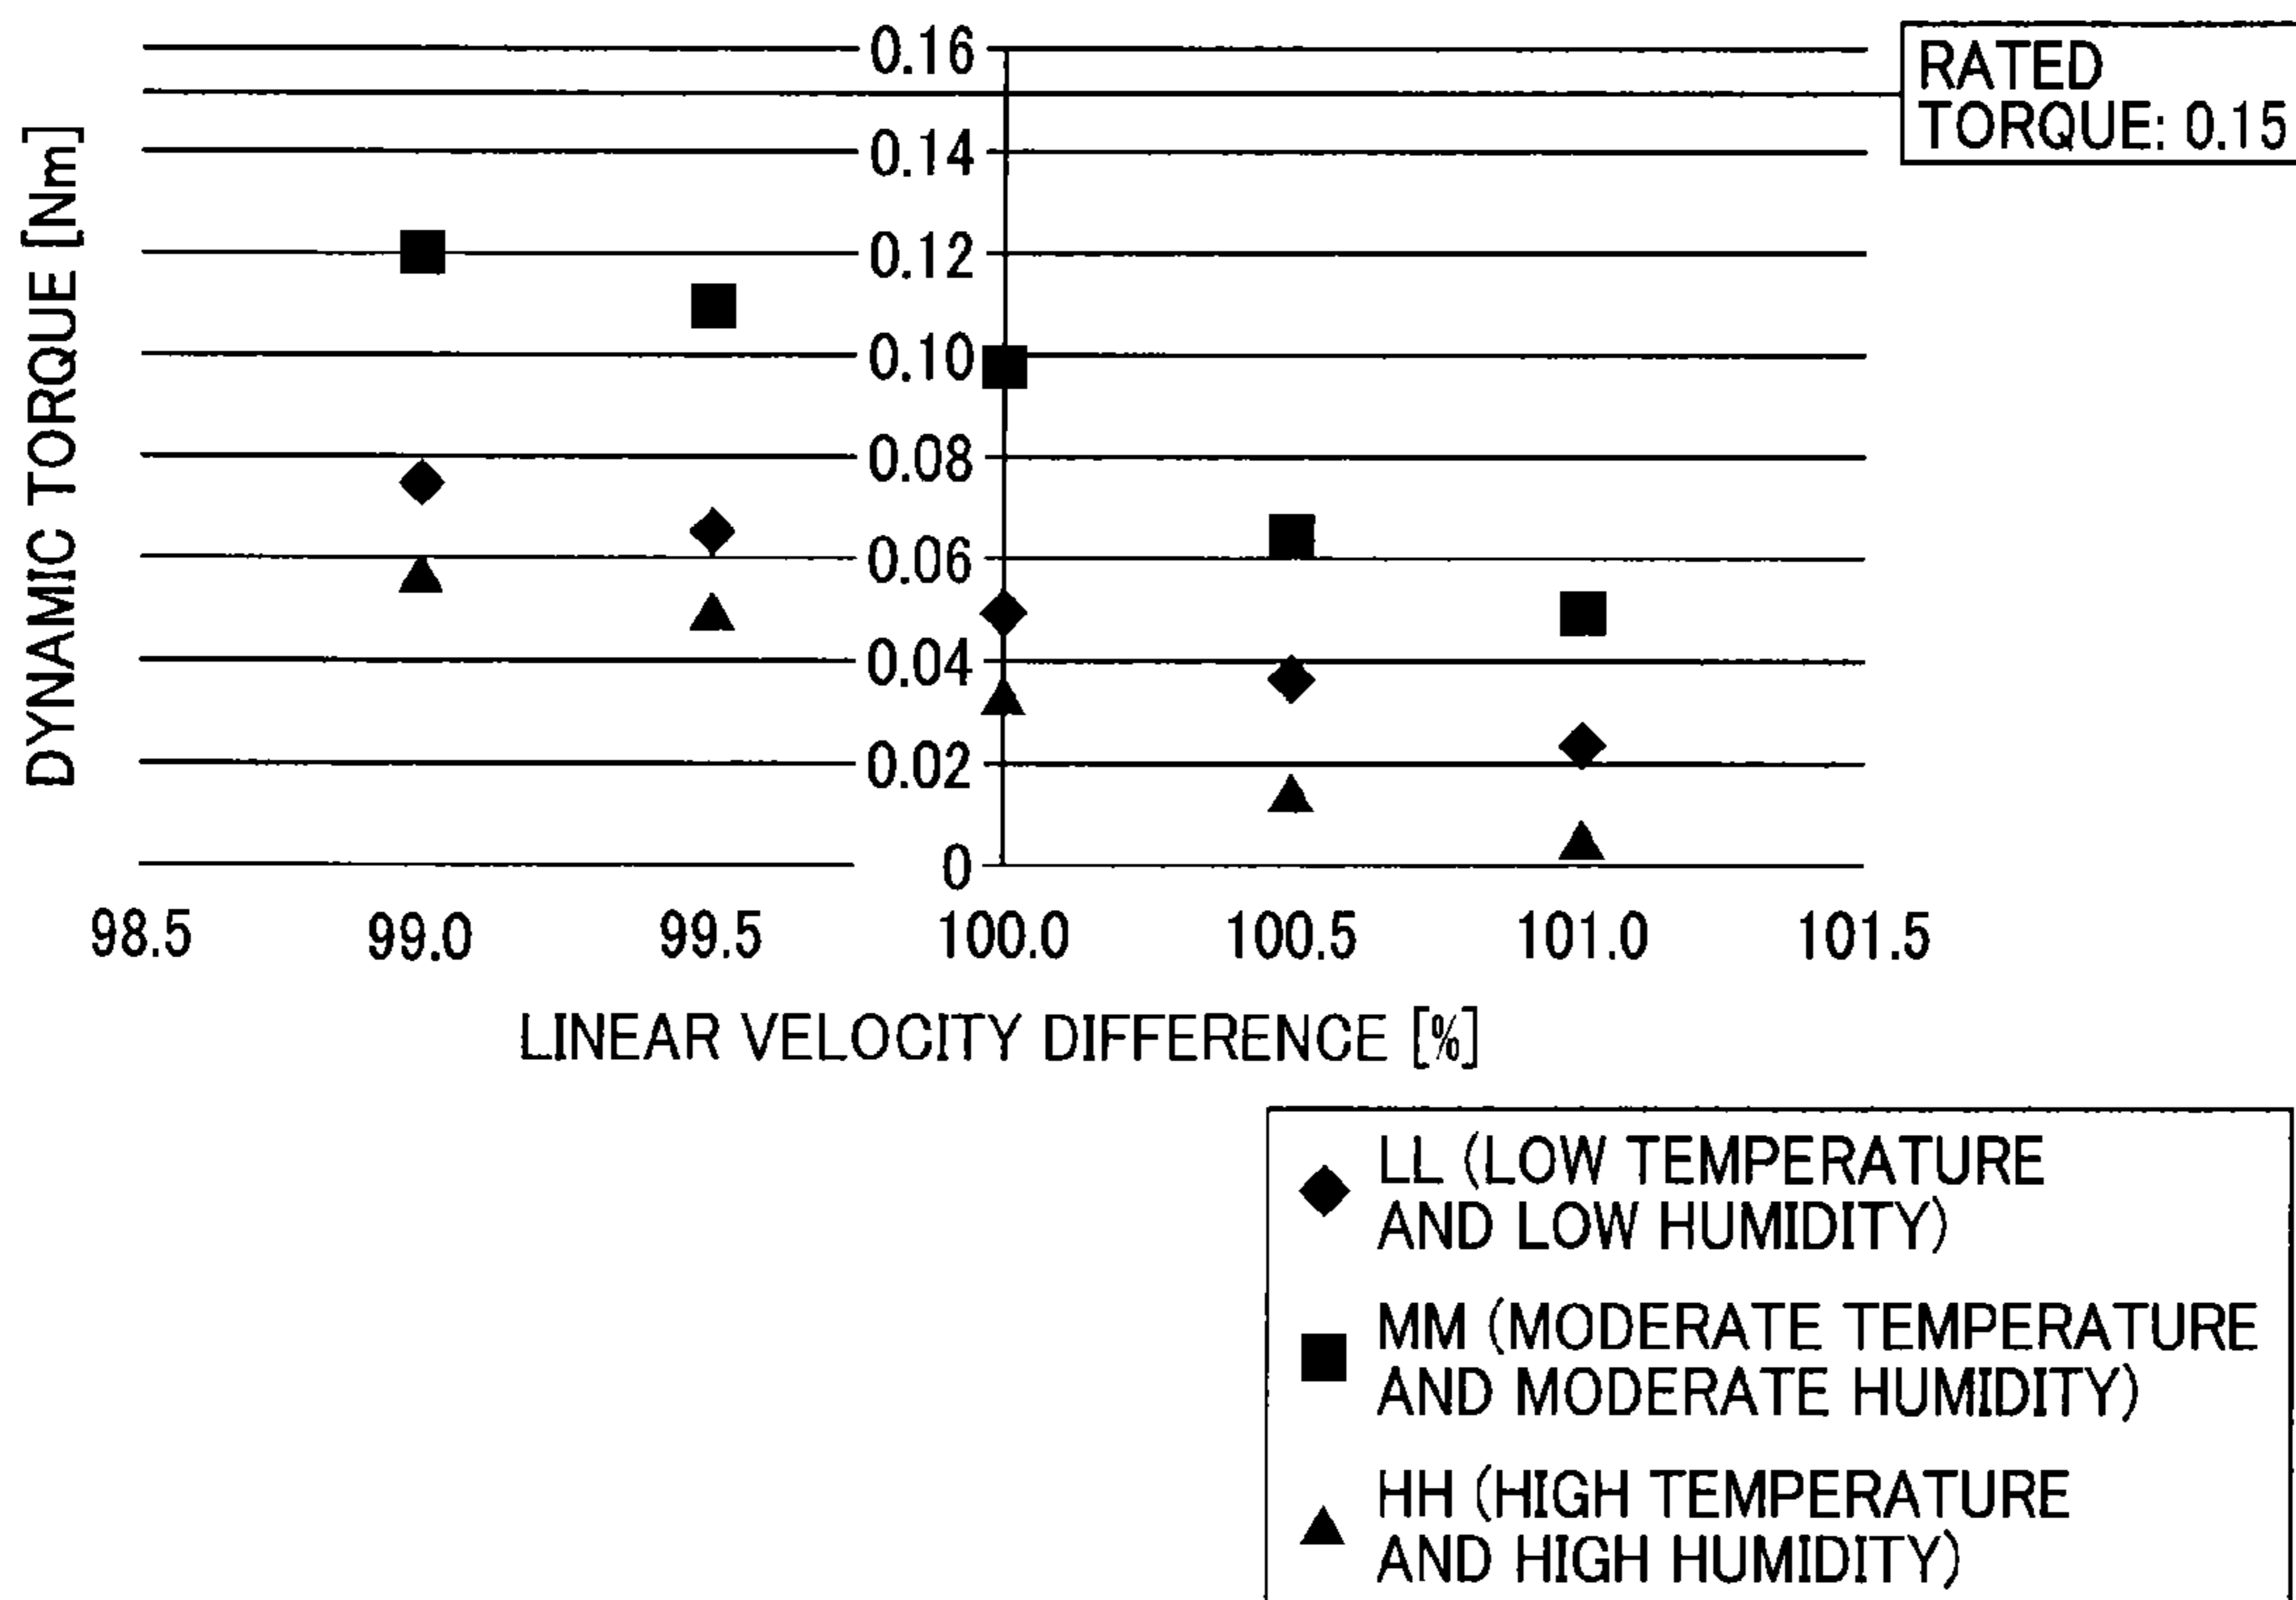 0.16
RATED
TORQUE: 0.15
0.14
0.12
0.10
0.08
0.06
0.04
0.02
0
DYNAMIC TORQUE [Nm]
98.5 99.0 99.5 100.0 100.5 101.0 101.5
LINEAR VELOCITY DIFFERENCE [%]
LL (LOW TEMPERATURE
AND LOW HUMIDITY)
MM (MODERATE TEMPERATURE
AND MODERATE HUMIDITY)
HH (HIGH TEMPERATURE
AND HIGH HUMIDITY)